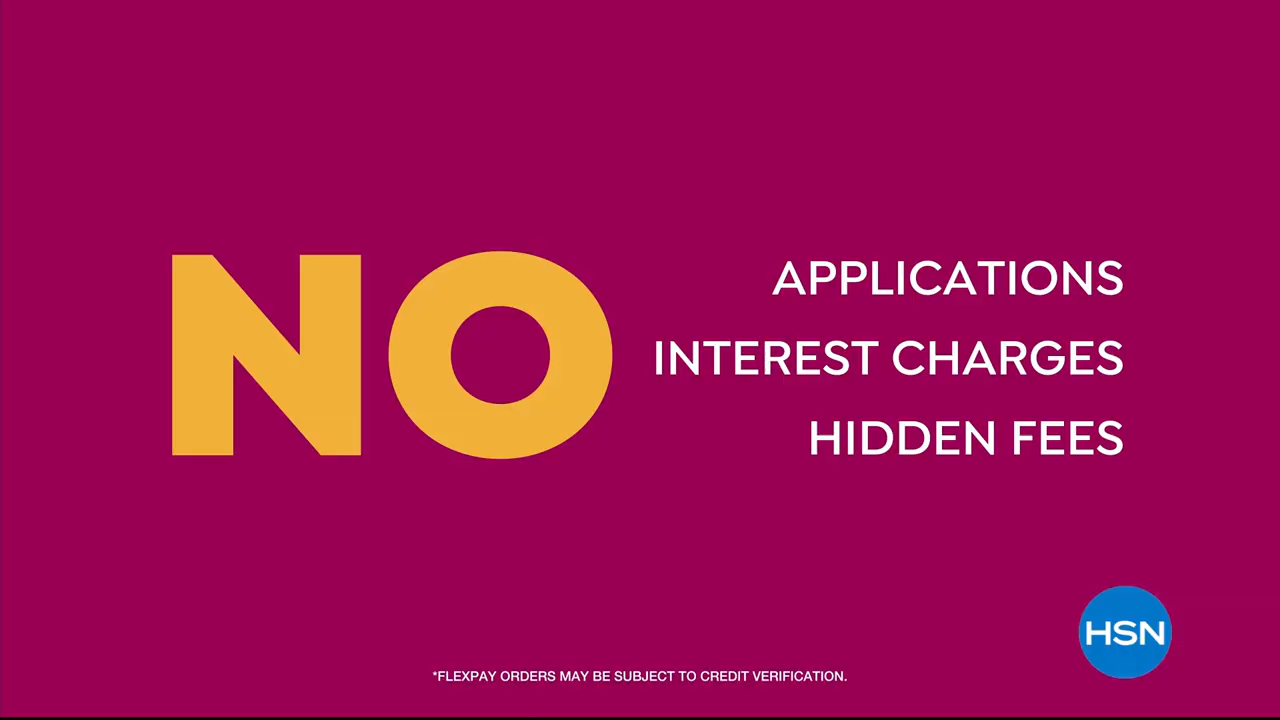 NO
APPLICATIONS
INTEREST CHARGES
HIDDEN FEES
HSN
*FLEXPAY ORDERS MAY BE SUBJECT TO CREDIT VERIFICATION.